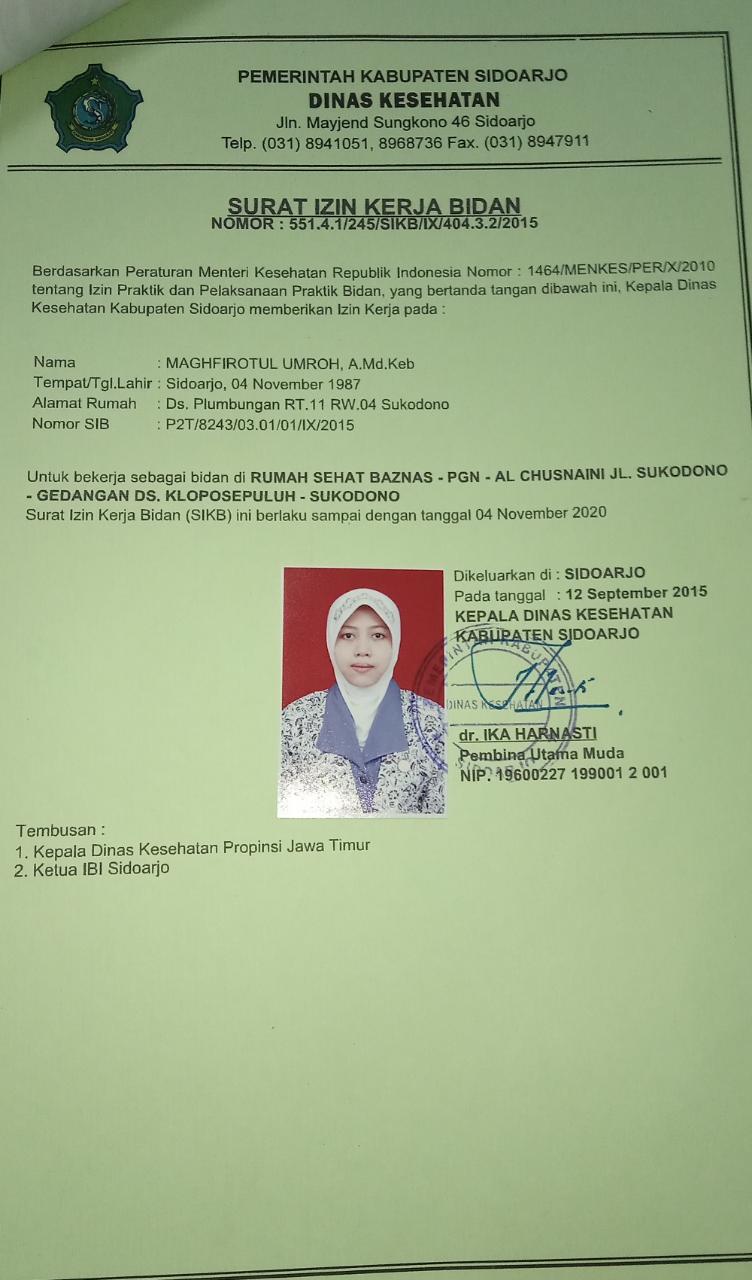 PEMERINTAH KABUPATEN SIDOARJO
DINAS KESEHATAN
Jln. Mayjend Sungkono 46 Sidoarjo
Telp. (031) 8941051, 8968736 Fax. (031) 8947911
SURAT IZIN KERJA BIDAN
NOMOR : 551.4.1/245/SIKB/IX/404.3.2/2015
Berdasarkan Peraturan Menteri Kesehatan Republik Indonesia Nomor : 1464/MENKES/PER/X/2010
tentang Izin Praktik dan Pelaksanaan Praktik Bidan, yang bertanda tangan dibawah ini, Kepala Dinas
Kesehatan Kabupaten Sidoarjo memberikan Izin Kerja pada :
Nama : MAGHFIROTUL UMROH, A.Md.Keb
Tempat/Tgl.Lahir : Sidoarjo, 04 November 1987
Alamat Rumah : Ds. Plumbungan RT.11 RW.04 Sukodono
Nomor SIB : P2T/8243/03.01/01/IX/2015
Untuk bekerja sebagai bidan di RUMAH SEHAT BAZNAS - PGN - AL CHUSNAINI JL. SUKODONO
- GEDANGAN DS. KLOPOSEPULUH - SUKODONO
Surat Izin Kerja Bidan (SIKB) ini berlaku sampai dengan tanggal 04 November 2020
Dikeluarkan di : SIDOARJO
Pada tanggal : 12 September 2015
KEPALA DINAS KESEHATAN
KABUPATEN SIDOARJO
PEMERINTAH KABUPATEN
DINAS KESEHATAN
SIDOARJO
dr. IKA HARNASTI
Pembina Utama Muda
NIP. 19600227 199001 2 001
Tembusan :
1. Kepala Dinas Kesehatan Propinsi Jawa Timur
2. Ketua IBI Sidoarjo